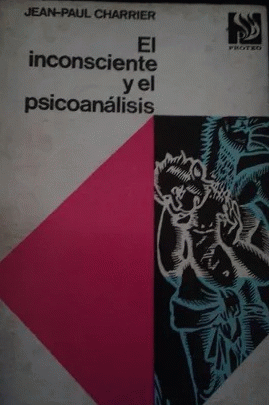 JEAN-PAUL CHARRIER
PROTEO
El
inconsciente
y el
psicoanálisis